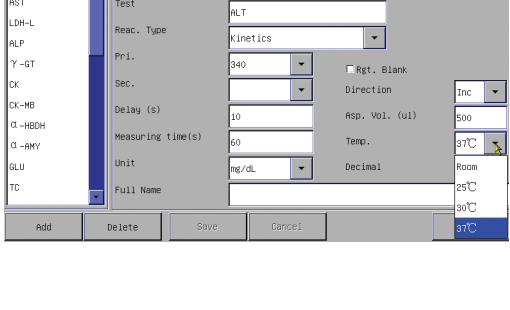 AST
LDH-L
ALP
γ-GT
CK
CK-MB
α-HBDH
α-AMY
GLU
TC
Test ALT
Reac. Type Kinetics
Pri. 340 Rgt. Blank
Sec. Direction Inc
Delay (s) 10 Asp. Vol. (ul) 500
Measuring time(s) 60 Temp. 37℃
Unit mg/dL Decimal
Full Name
Room
25℃
30℃
37℃
Add Delete Save Cancel